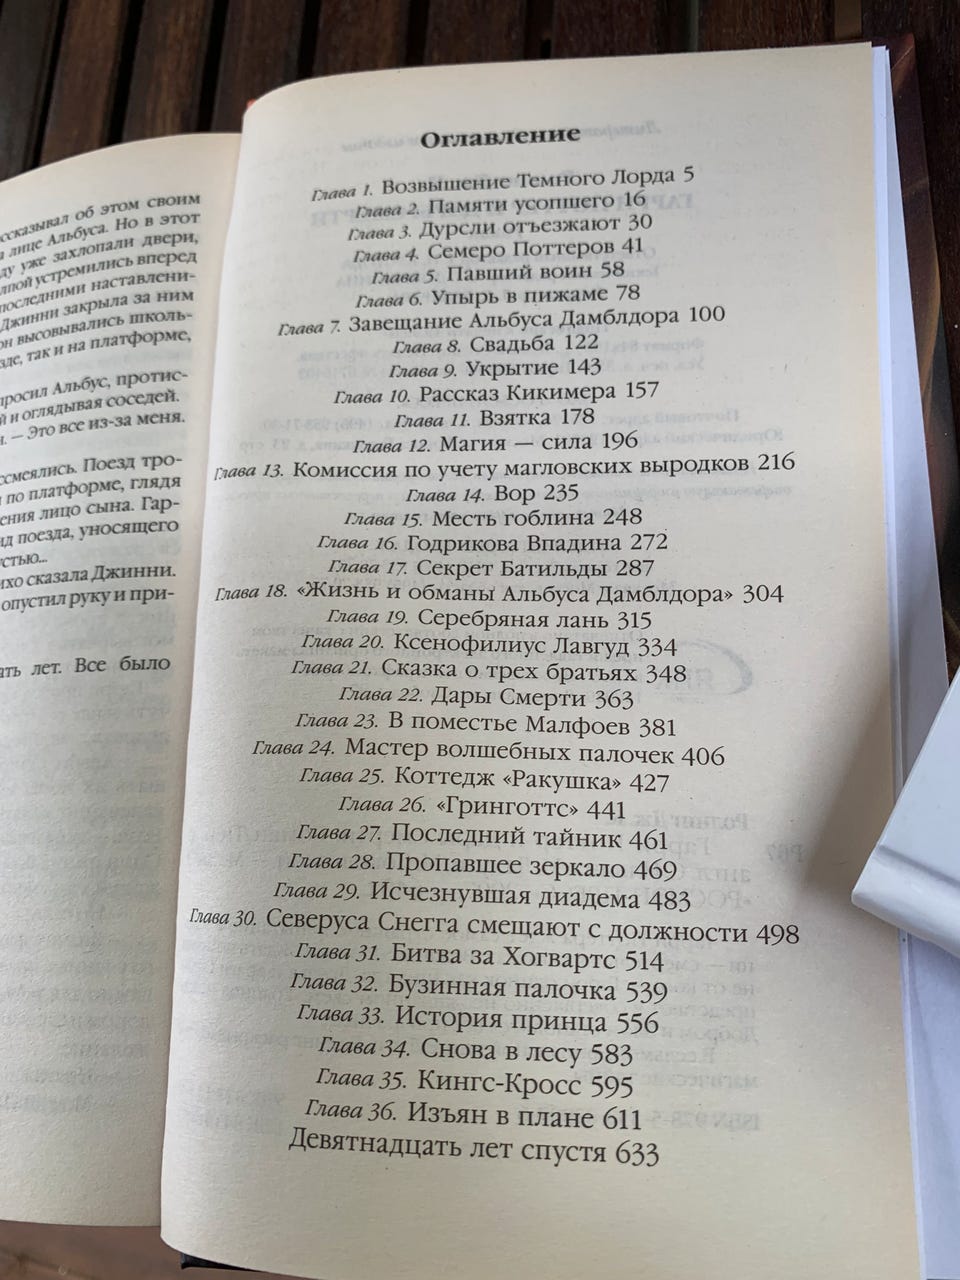 ссказывал об этом своим
лице Альбуса. Но в этот
ду уже захлопали двери,
лпой устремились вперед
последними наставлени-
Джинни закрыла за ним
он высовывались школь-
зде, так и на платформе,
просил Альбус, протис-
й и оглядывая соседей.
— Это все из-за меня.
ссмеялись. Поезд тро-
по платформе, глядя
ения лицо сына. Гар-
ид поезда, уносящего
устью...
ихо сказала Джинни.
опустил руку и при-
ать лет. Все было
Оглавление
Глава 1. Возвышение Темного Лорда 5
Глава 2. Памяти усопшего 16
Глава 3. Дурсли отъезжают 30
Глава 4. Семеро Поттеров 41
Глава 5. Павший воин 58
Глава 6. Упырь в пижаме 78
Глава 7. Завещание Альбуса Дамблдора 100
Глава 8. Свадьба 122
Глава 9. Укрытие 143
Глава 10. Рассказ Кикимера 157
Глава 11. Взятка 178
Глава 12. Магия — сила 196
Глава 13. Комиссия по учету магловских выродков 216
Глава 14. Вор 235
Глава 15. Месть гоблина 248
Глава 16. Годрикова Впадина 272
Глава 17. Секрет Батильды 287
Глава 18. «Жизнь и обманы Альбуса Дамблдора» 304
Глава 19. Серебряная лань 315
Глава 20. Ксенофилиус Лавгуд 334
Глава 21. Сказка о трех братьях 348
Глава 22. Дары Смерти 363
Глава 23. В поместье Малфоев 381
Глава 24. Мастер волшебных палочек 406
Глава 25. Коттедж «Ракушка» 427
Глава 26. «Гринготтс» 441
Глава 27. Последний тайник 461
Глава 28. Пропавшее зеркало 469
Глава 29. Исчезнувшая диадема 483
Глава 30. Северуса Снегга смещают с должности 498
Глава 31. Битва за Хогвартс 514
Глава 32. Бузинная палочка 539
Глава 33. История принца 556
Глава 34. Снова в лесу 583
Глава 35. Кингс-Кросс 595
Глава 36. Изъян в плане 611
Девятнадцать лет спустя 633